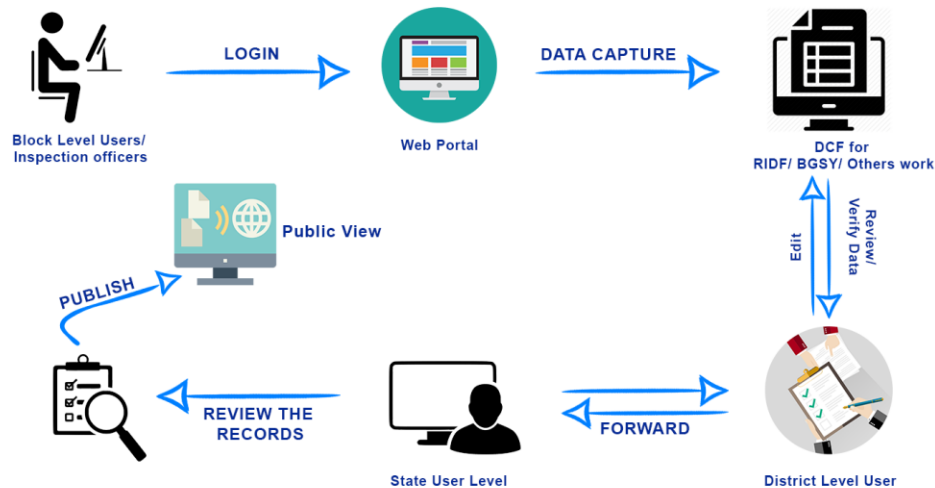 LOGIN
DATA CAPTURE
Block Level Users/
Inspection officers
Web Portal
DCF for
RIDF/ BGSY/ Others work
Public View
Edit
Review/
Verify Data
PUBLISH
REVIEW THE
RECORDS
FORWARD
State User Level
District Level User